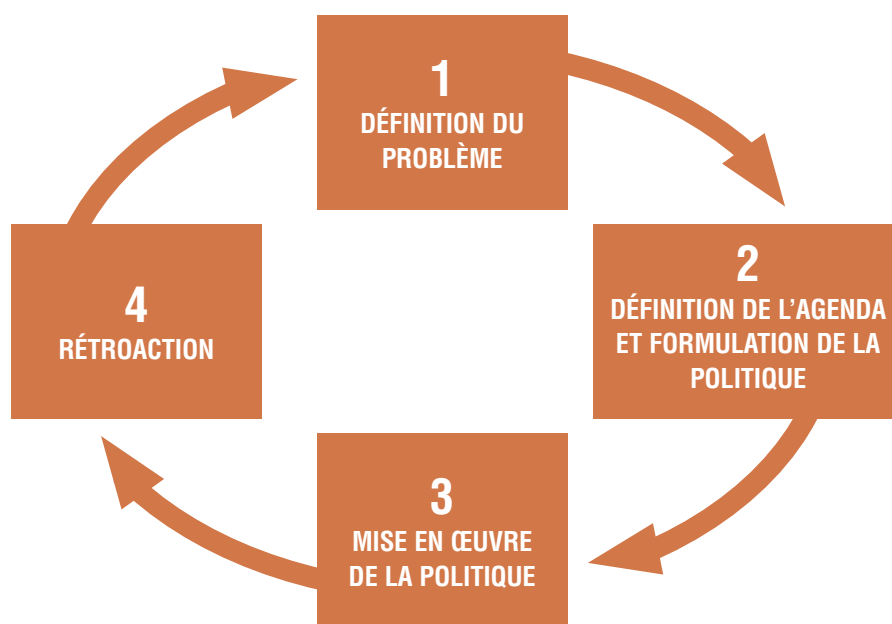 1
DÉFINITION DU
PROBLÈME
2
DÉFINITION DE L'AGENDA
ET FORMULATION DE LA
POLITIQUE
3
MISE EN ŒUVRE
DE LA POLITIQUE
4
RÉTROACTION